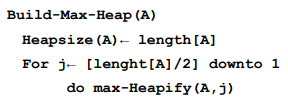 Build-Max-Heap(A)
Heapsize(A)← length[A]
For j← [lenght[A]/2] downto 1
do max-Heapify(A,j)